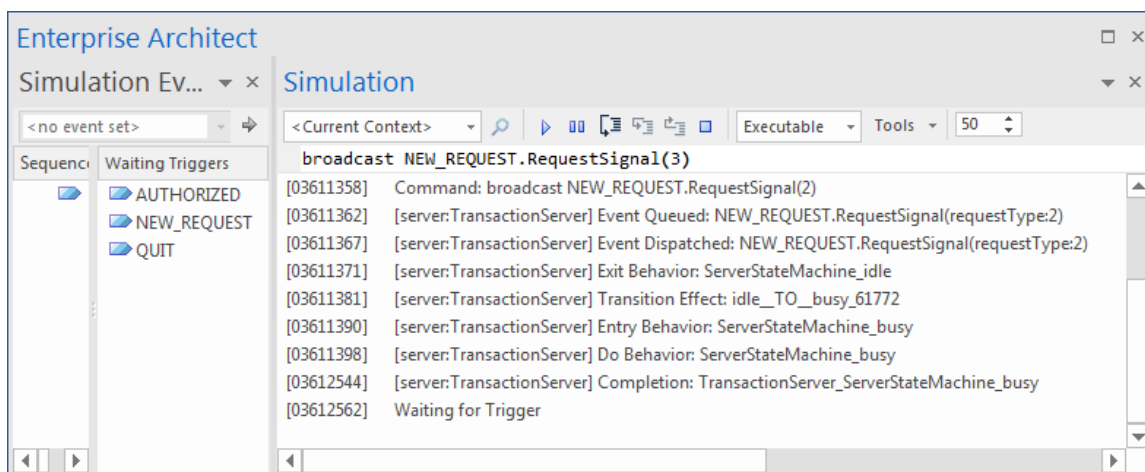 Enterprise Architect
Simulation Ev...
Simulation
<no event set>
<Current Context>
Executable
Tools
50
Sequence
Waiting Triggers
AUTHORIZED
NEW_REQUEST
QUIT
broadcast NEW_REQUEST.RequestSignal(3)
[03611358] Command: broadcast NEW_REQUEST.RequestSignal(2)
[03611362] [server:TransactionServer] Event Queued: NEW_REQUEST.RequestSignal(requestType:2)
[03611367] [server:TransactionServer] Event Dispatched: NEW_REQUEST.RequestSignal(requestType:2)
[03611371] [server:TransactionServer] Exit Behavior: ServerStateMachine_idle
[03611381] [server:TransactionServer] Transition Effect: idle__TO__busy_61772
[03611390] [server:TransactionServer] Entry Behavior: ServerStateMachine_busy
[03611398] [server:TransactionServer] Do Behavior: ServerStateMachine_busy
[03612544] [server:TransactionServer] Completion: TransactionServer_ServerStateMachine_busy
[03612562] Waiting for Trigger